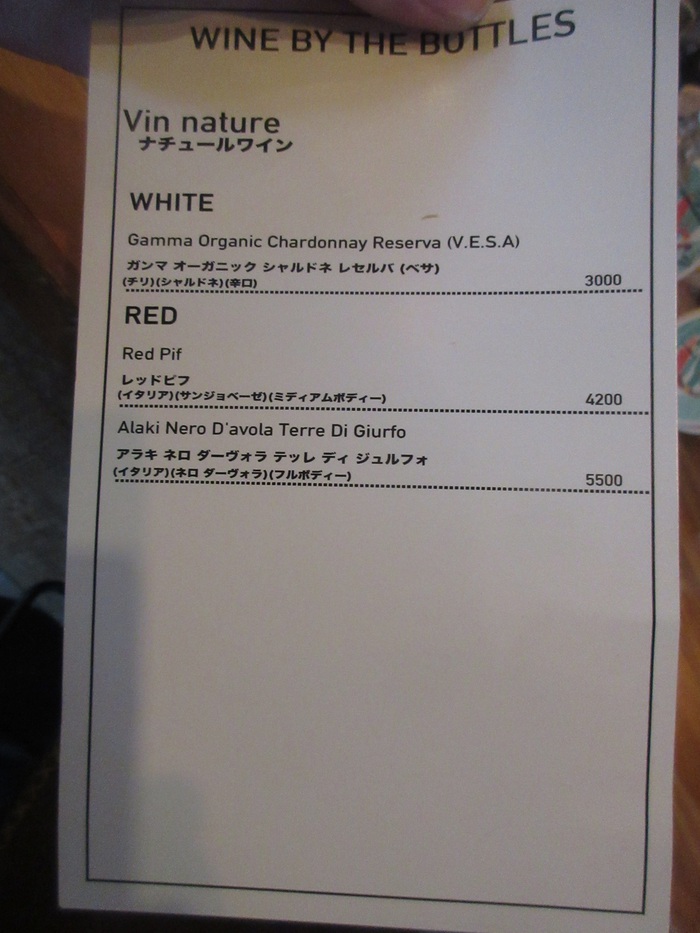 WINE BY THE BOTTLES
Vin nature
ナチュールワイン
WHITE
Gamma Organic Chardonnay Reserva (V.E.S.A)
ガンマ オーガニック シャルドネ レセルバ (ベサ)
(チリ)(シャルドネ)(辛口) 3000
RED
Red Pif
レッドピフ
(イタリア)(サンジョベーゼ)(ミディアムボディー) 4200
Alaki Nero D'avola Terre Di Giurfo
アラキ ネロ ダーヴォラ テッレ ディ ジュルフォ
(イタリア)(ネロ ダーヴォラ)(フルボディー) 5500